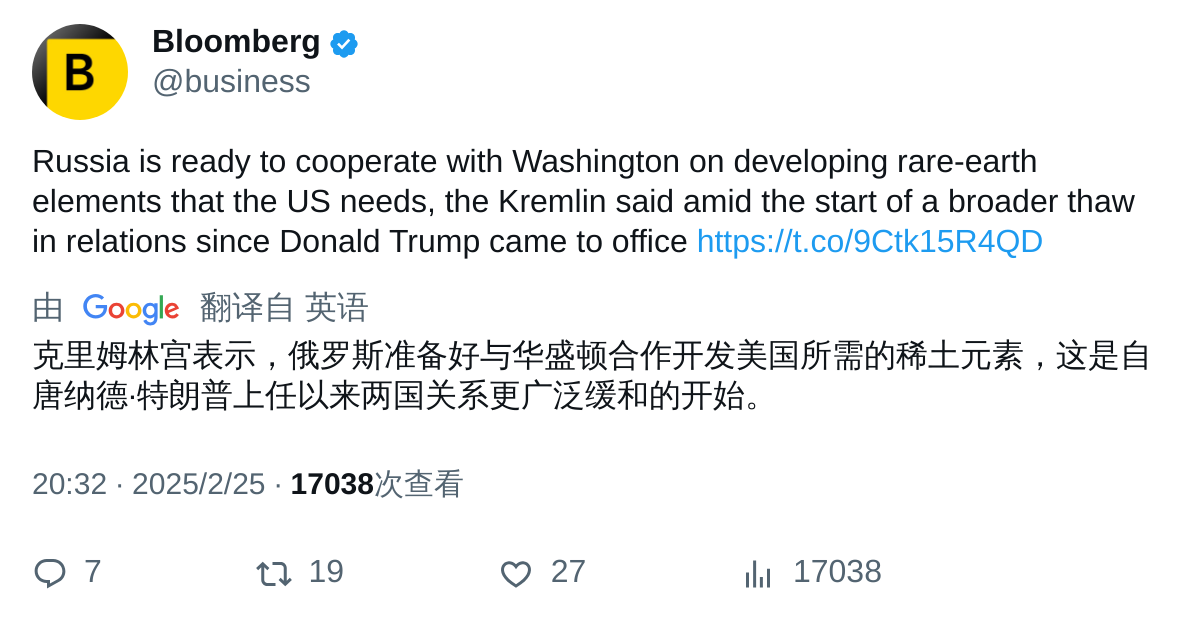 B
Bloomberg
@business
Russia is ready to cooperate with Washington on developing rare-earth
elements that the US needs, the Kremlin said amid the start of a broader thaw
in relations since Donald Trump came to office https://t.co/9Ctk15R4QD
由 Google 翻译自 英语
克里姆林宫表示，俄罗斯准备好与华盛顿合作开发美国所需的稀土元素，这是自
唐纳德·特朗普上任以来两国关系更广泛缓和的开始。
20:32 · 2025/2/25 · 17038次查看
7 19 27 17038